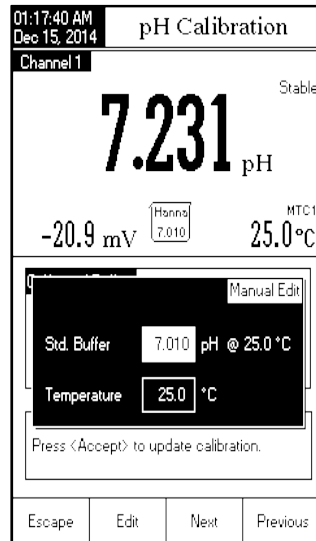 01:17:40 AM
Dec 15, 2014
pH Calibration
Channel 1
Stable
7.231 pH
-20.9 mV
Hanna
7.010
MTC1
25.0°C
Manual Edit
Std. Buffer 7.010 pH @ 25.0 °C
Temperature 25.0 °C
Press <Accept> to update calibration.
Escape Edit Next Previous